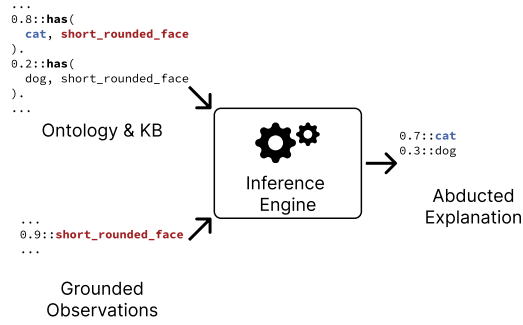 ...
0.8::has(
cat, short_rounded_face
).
0.2::has(
dog, short_rounded_face
).
...
Ontology & KB
...
0.9::short_rounded_face
...
Grounded
Observations
Inference
Engine
0.7::cat
0.3::dog
Abducted
Explanation